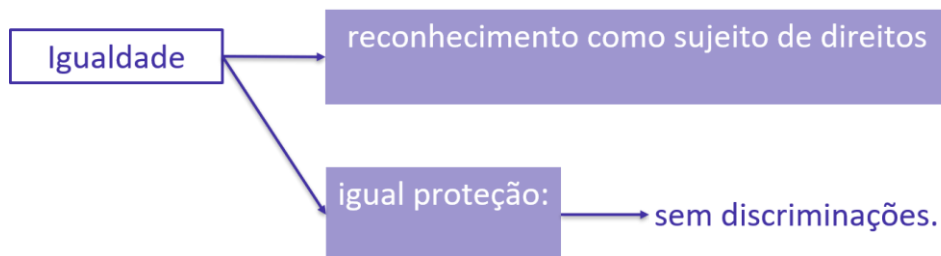 Igualdade
reconhecimento como sujeito de direitos
igual proteção:
sem discriminações.